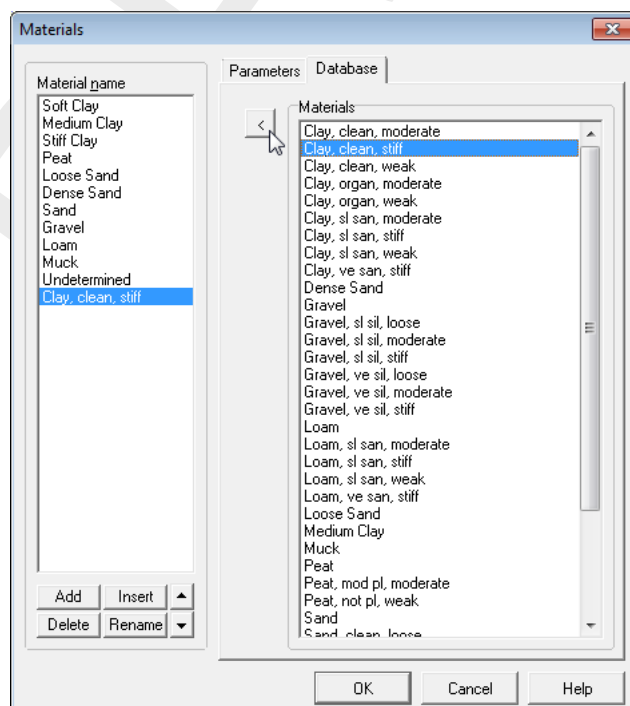 Materials
Material name
Soft Clay
Medium Clay
Stiff Clay
Peat
Loose Sand
Dense Sand
Sand
Gravel
Loam
Muck
Undetermined
Clay, clean, stiff
Add Insert
Delete Rename
Parameters Database
<
Materials
Clay, clean, moderate
Clay, clean, stiff
Clay, clean, weak
Clay, organ, moderate
Clay, organ, weak
Clay, sl san, moderate
Clay, sl san, stiff
Clay, sl san, weak
Clay, ve san, stiff
Dense Sand
Gravel
Gravel, sl sil, loose
Gravel, sl sil, moderate
Gravel, sl sil, stiff
Gravel, ve sil, loose
Gravel, ve sil, moderate
Gravel, ve sil, stiff
Loam
Loam, sl san, moderate
Loam, sl san, stiff
Loam, sl san, weak
Loam, ve san, stiff
Loose Sand
Medium Clay
Muck
Peat
Peat, mod pl, moderate
Peat, not pl, weak
Sand
Sand, clean, loose
OK Cancel Help